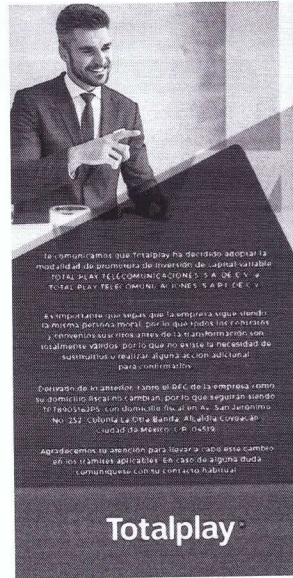 Te comunicamos que Totalplay ha decidido adoptar la
modalidad de promotora de inversión de capital variable
TOTAL PLAY TELECOMUNICACIONES S.A. DE C.V. a
TOTAL PLAY TELECOMUNICACIONES S.A.P.I. DE C.V.
Es importante que sepas que la empresa sigue siendo
la misma persona moral, por lo que todos los contratos
y convenios suscritos antes de la transformación son
totalmente válidos, por lo que no existe la necesidad de
sustituirlos o realizar alguna acción adicional
para confirmarlos.
Derivado de lo anterior, tanto el RFC de la empresa como
su domicilio fiscal no cambian, por lo que seguirán siendo
TPT890516JP5, con domicilio fiscal en Av. San Jerónimo
No. 252, Colonia La Otra Banda, Alcaldía Coyoacán,
Ciudad de México, C.P. 04519.
Agradecemos su atención para llevar a cabo este cambio
en los trámites aplicables. En caso de alguna duda
comuníquese con su contacto habitual.
Totalplay